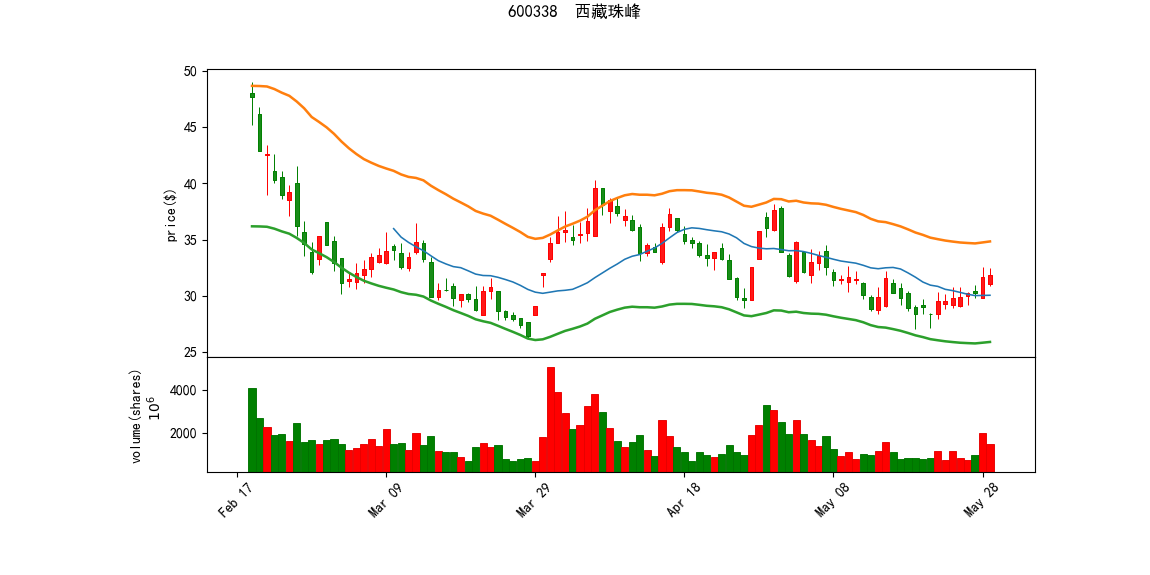 600338 西藏珠峰
50
45
40
35
30
25
price($)
4000
2000
volume(shares)
10^6
Feb 17
Mar 09
Mar 29
Apr 18
May 08
May 28